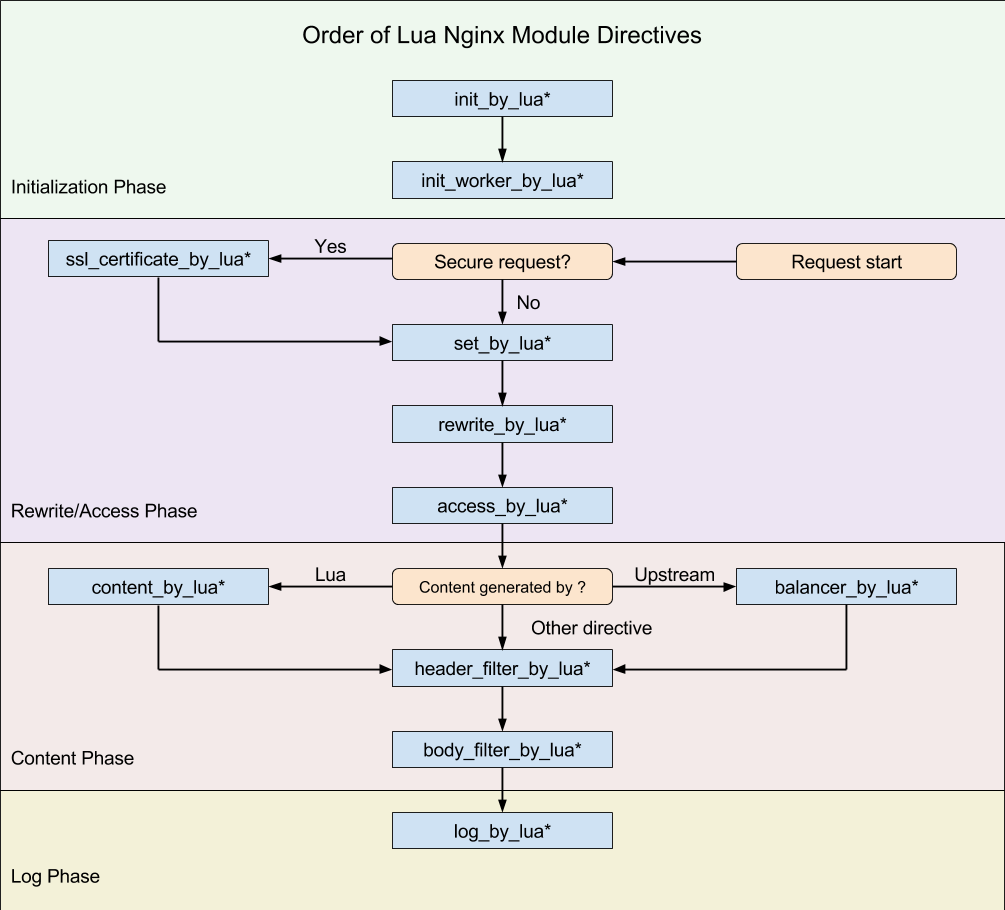 Order of Lua Nginx Module Directives
init_by_lua*
init_worker_by_lua*
Initialization Phase
ssl_certificate_by_lua*
Yes
Secure request?
Request start
No
set_by_lua*
rewrite_by_lua*
access_by_lua*
Rewrite/Access Phase
content_by_lua*
Lua
Content generated by ?
Upstream
balancer_by_lua*
Other directive
header_filter_by_lua*
body_filter_by_lua*
Content Phase
log_by_lua*
Log Phase